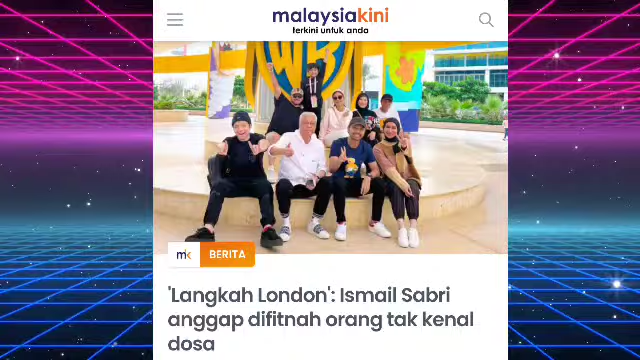 malaysiakini
terkini untuk anda
WB
mk BERITA
'Langkah London': Ismail Sabri
anggap difitnah orang tak kenal
dosa